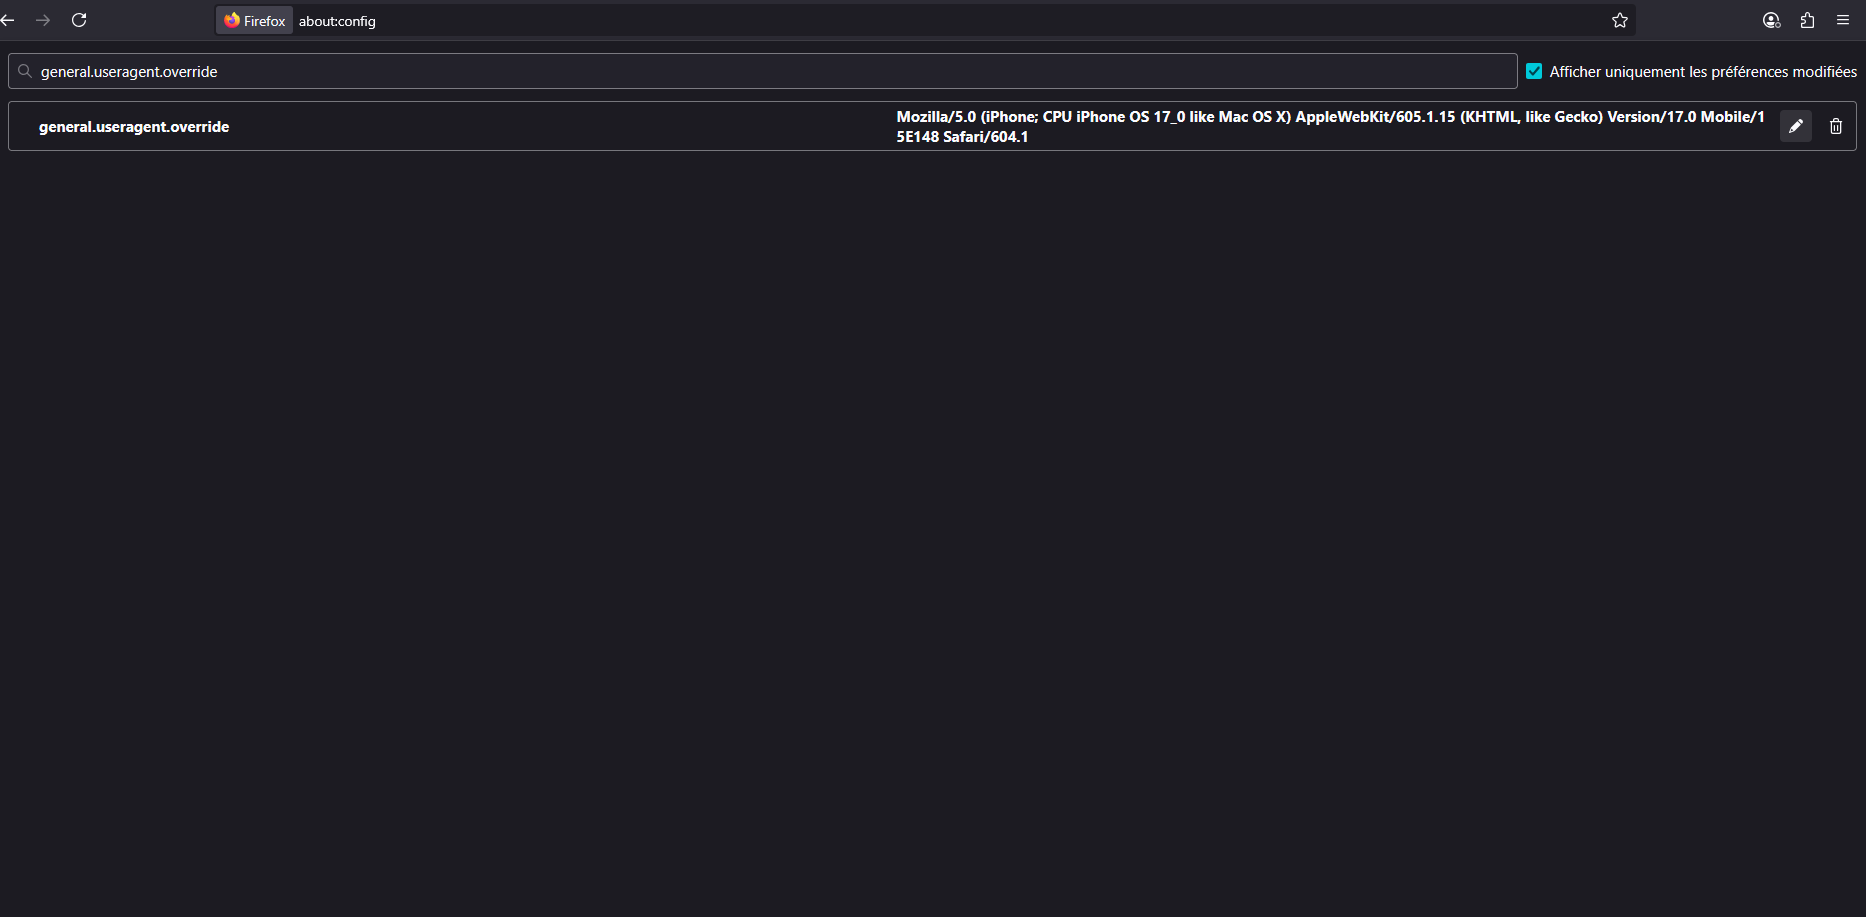 Firefox about:config
general.useragent.override
Afficher uniquement les préférences modifiées
general.useragent.override
Mozilla/5.0 (iPhone; CPU iPhone OS 17_0 like Mac OS X) AppleWebKit/605.1.15 (KHTML, like Gecko) Version/17.0 Mobile/1
5E148 Safari/604.1